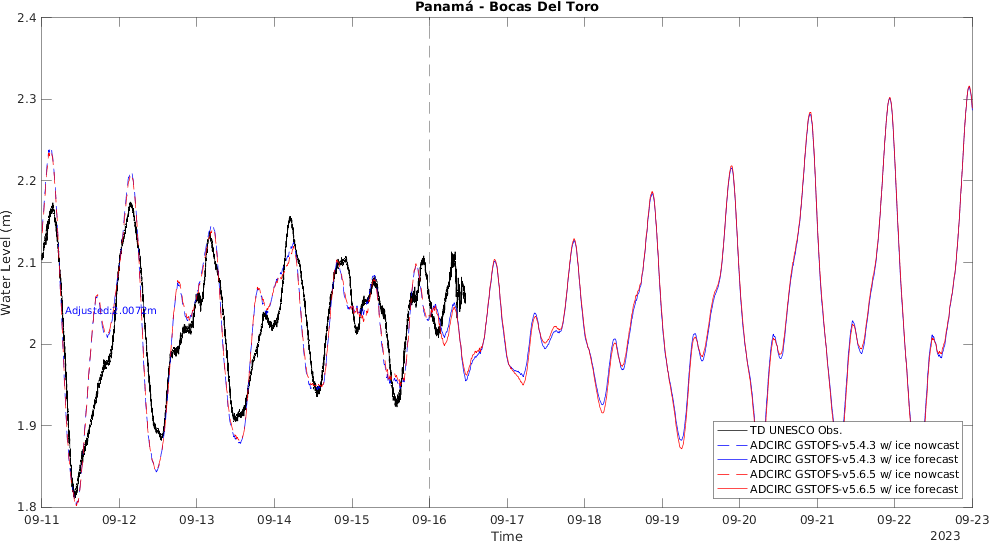 Panamá - Bocas Del Toro
Water Level (m)
2.4
2.3
2.2
2.1
2
1.9
1.8
Adjusted:2.0072m
TD UNESCO Obs.
ADCIRC GSTOFS-v5.4.3 w/ ice nowcast
ADCIRC GSTOFS-v5.4.3 w/ ice forecast
ADCIRC GSTOFS-v5.6.5 w/ ice nowcast
ADCIRC GSTOFS-v5.6.5 w/ ice forecast
09-11 09-12 09-13 09-14 09-15 09-16 09-17 09-18 09-19 09-20 09-21 09-22 09-23
Time
2023